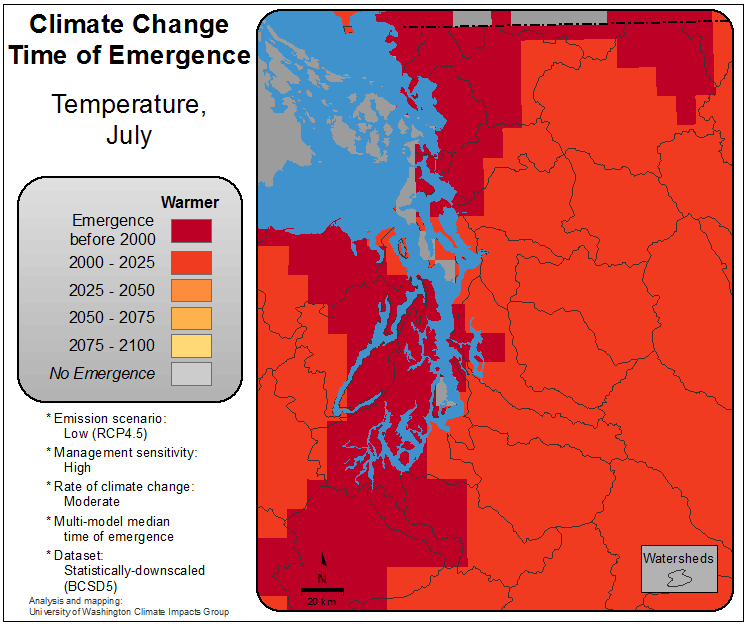 Climate Change
Time of Emergence
Temperature,
July
Warmer
Emergence
before 2000
2000 - 2025
2025 - 2050
2050 - 2075
2075 - 2100
No Emergence
* Emission scenario:
Low (RCP4.5)
* Management sensitivity:
High
* Rate of climate change:
Moderate
* Multi-model median
time of emergence
* Dataset:
Statistically-downscaled
(BCSD5)
Analysis and mapping:
University of Washington Climate Impacts Group
N
20 km
Watersheds